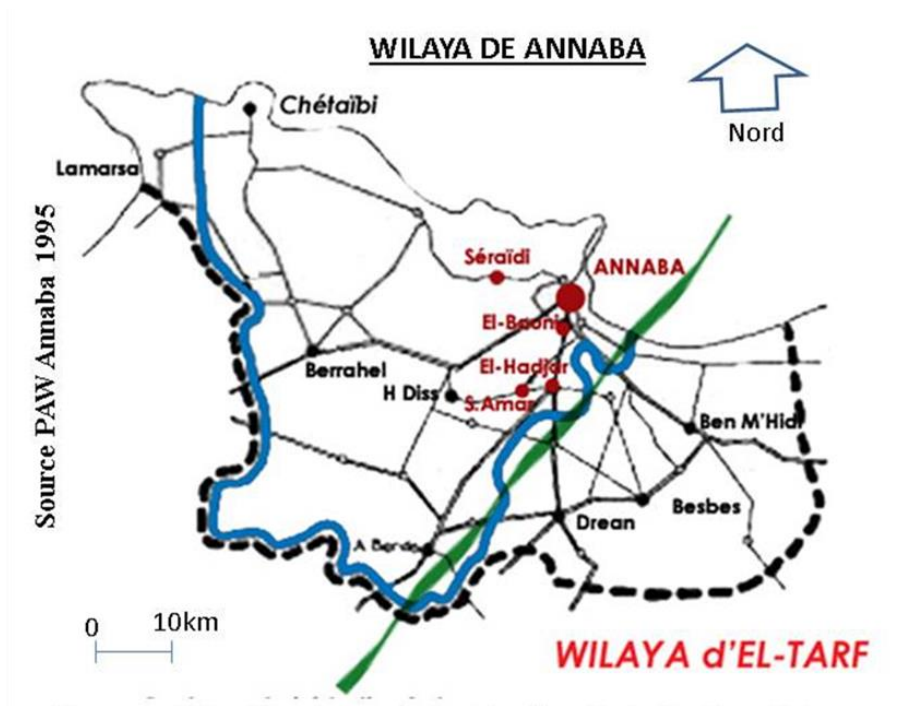 WILAYA DE ANNABA
Nord
Chétaïbi
Lamarsa
Source PAW Annaba 1995
Séraïdi
ANNABA
El-Baoni
El-Hadjar
Berrahel
H Diss
S.Amar
Ben M'Hidi
Besbes
Drean
A Berda
0 10km
WILAYA d'EL-TARF